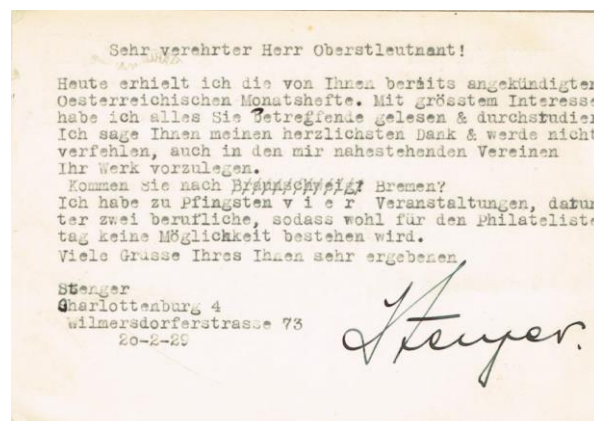 Sehr verehrter Herr Oberstleutnant!
Heute erhielt ich die von Ihnen bereits angekündigten
Oesterreichischen Monatshefte. Mit grösstem Interesse
habe ich alles Sie Betreffende gelesen & durchstudier
Ich sage Ihnen meinen herzlichsten Dank & werde nicht
verfehlen, auch in den mir nahestehenden Vereinen
Ihr Werk vorzulegen.
Kommen Sie nach Braunschweig? Bremen?
Ich habe zu Pfingsten v i e r Veranstaltungen, darun
ter zwei berufliche, sodass wohl für den Philateliste
tag keine Möglichkeit bestehen wird.
Viele Grüsse Ihres Ihnen sehr ergebenen
Stenger
Charlottenburg 4
Wilmersdorferstrasse 73
20-2-29
Stenger.